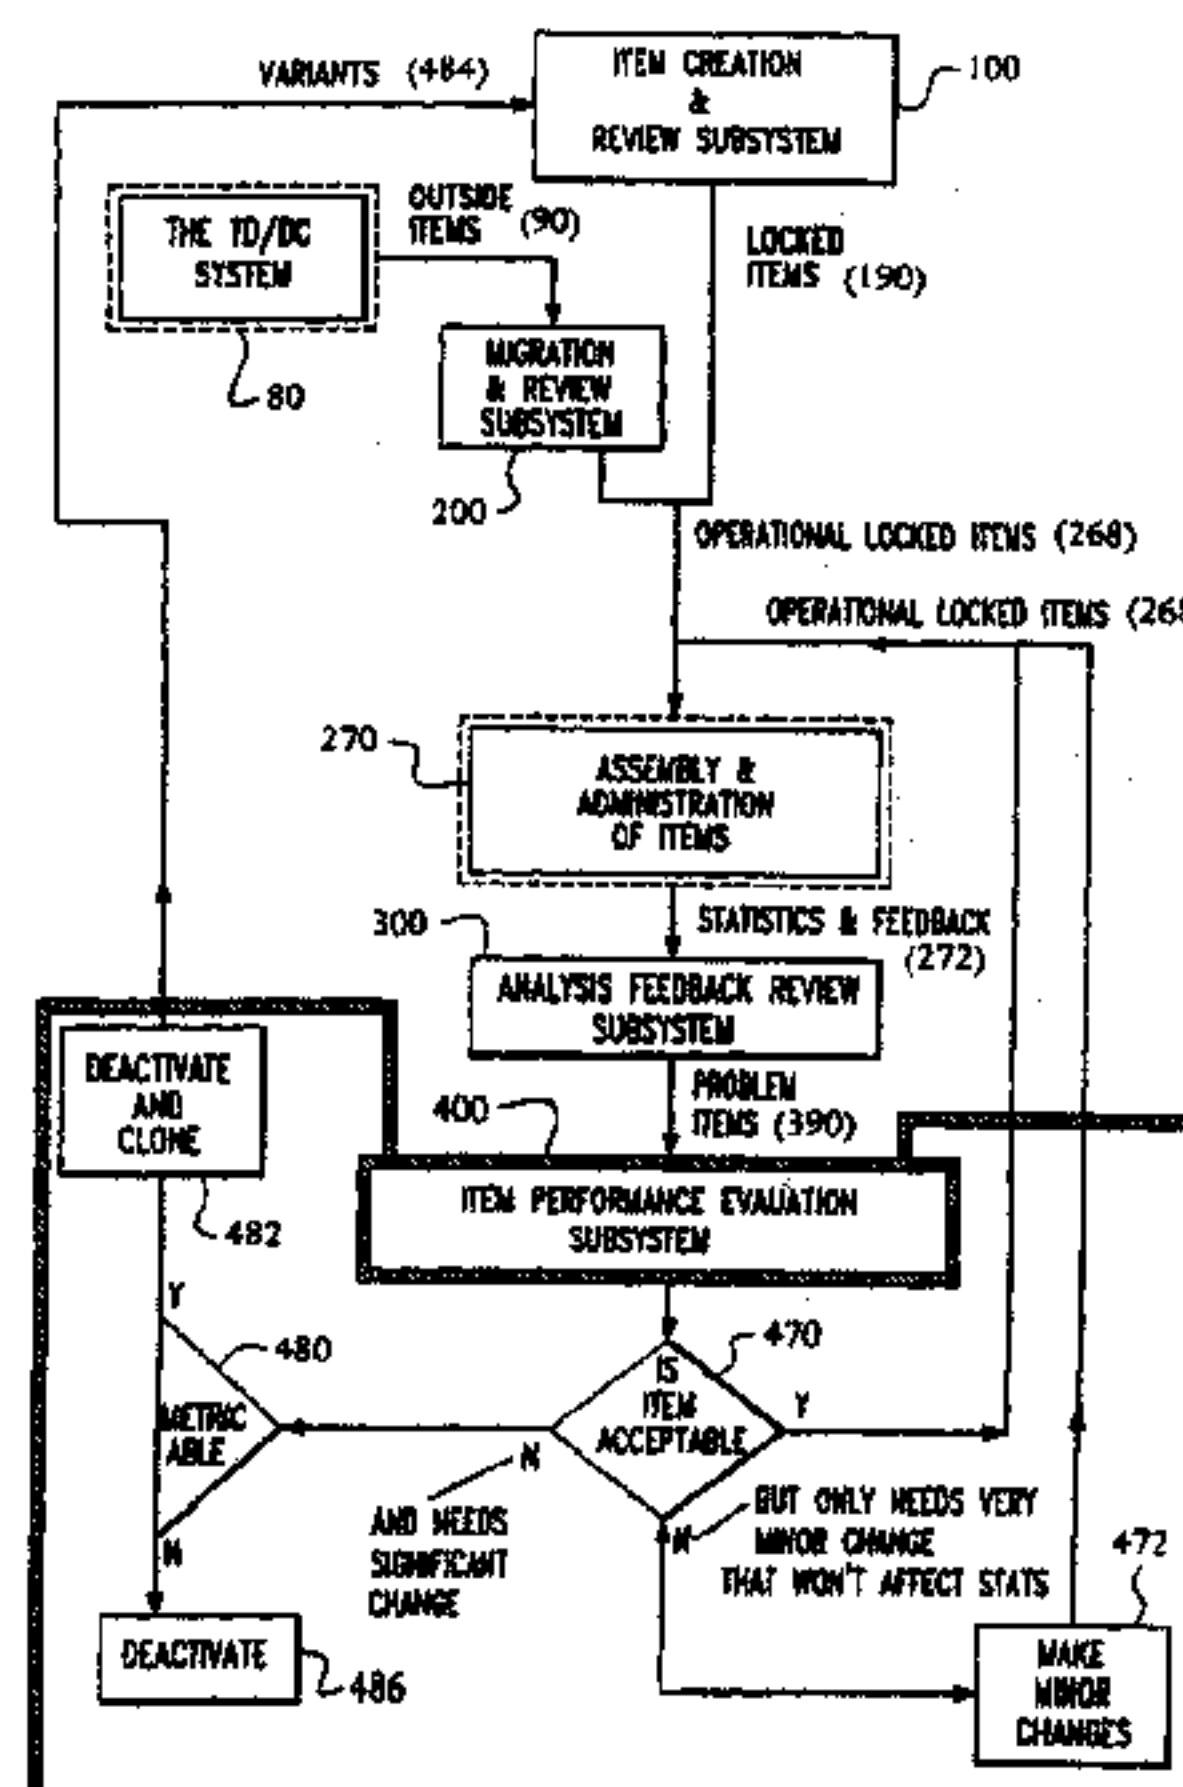 VARIANTS (484)
ITEM CREATION
&
REVIEW SUBSYSTEM
100
THE TD/DC
SYSTEM
80
OUTSIDE
ITEMS (90)
LOCKED
ITEMS (190)
MIGRATION
& REVIEW
SUBSYSTEM
200
OPERATIONAL LOCKED ITEMS (268)
OPERATIONAL LOCKED ITEMS (268
270
ASSEMBLY &
ADMINISTRATION
OF ITEMS
STATISTICS & FEEDBACK
(272)
300
ANALYSIS FEEDBACK REVIEW
SUBSYSTEM
PROBLEM
ITEMS (390)
400
ITEM PERFORMANCE EVALUATION
SUBSYSTEM
DEACTIVATE
AND
CLONE
482
Y
480
METRIC
ABLE
N
DEACTIVATE
486
470
IS
ITEM
ACCEPTABLE
Y
N
AND NEEDS
SIGNIFICANT
CHANGE
N
BUT ONLY NEEDS VERY
MINOR CHANGE
THAT WON'T AFFECT STATS
472
MAKE
MINOR
CHANGES